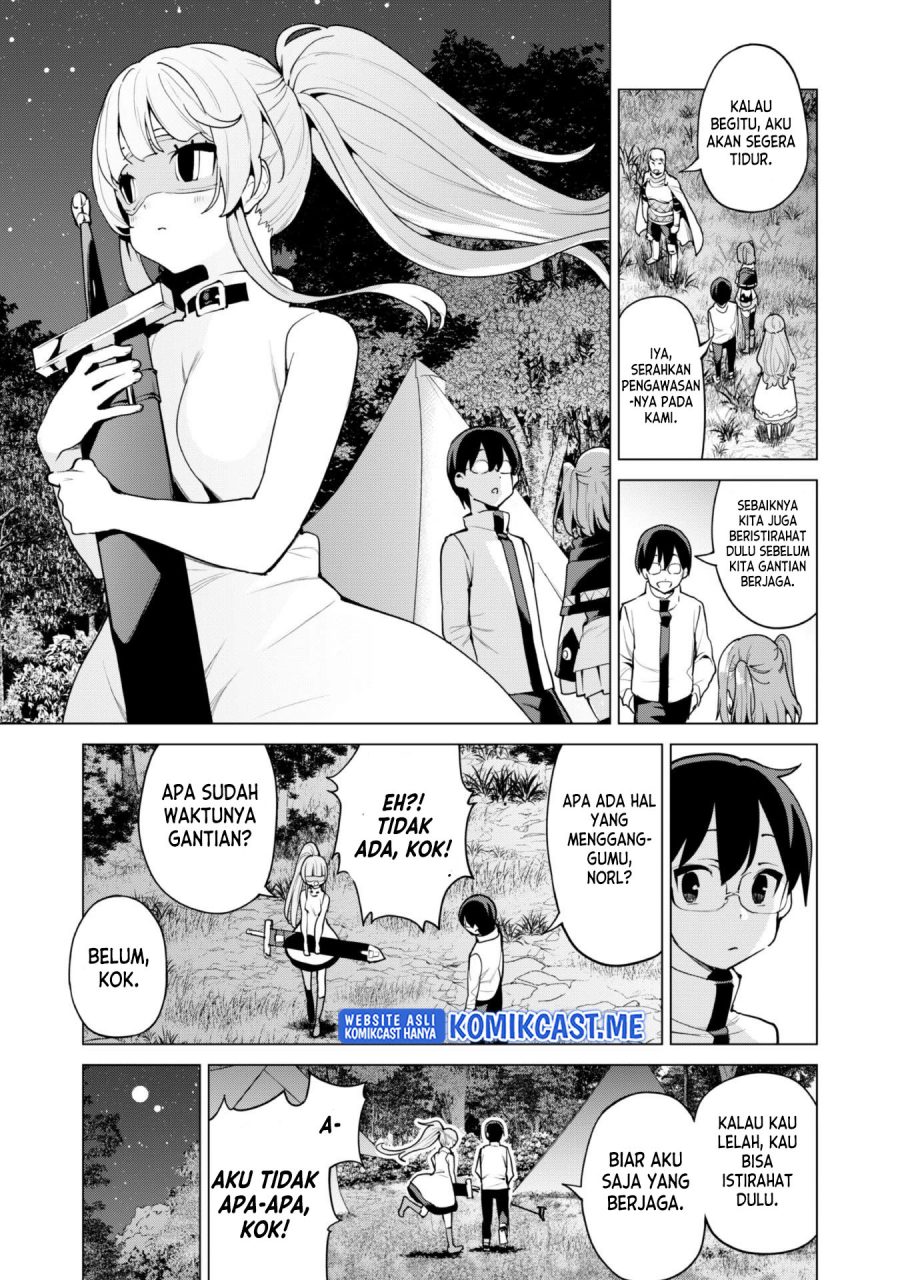 KALAU
BEGITU, AKU
AKAN SEGERA
TIDUR.
IYA,
SERAHKAN
PENGAWASAN
-NYA PADA
KAMI.
SEBAIKNYA
KITA JUGA
BERISTIRAHAT
DULU SEBELUM
KITA GANTIAN
BERJAGA.
APA ADA HAL
YANG
MENGGANG-
GUMU,
NORL?
EH?!
TIDAK
ADA, KOK!
APA SUDAH
WAKTUNYA
GANTIAN?
BELUM,
KOK.
WEBSITE ASLI
KOMIKCAST HANYA
KOMIKCAST.ME
KALAU KAU
LELAH, KAU
BISA
ISTIRAHAT
DULU.
BIAR AKU
SAJA YANG
BERJAGA.
A-
AKU TIDAK
APA-APA,
KOK!